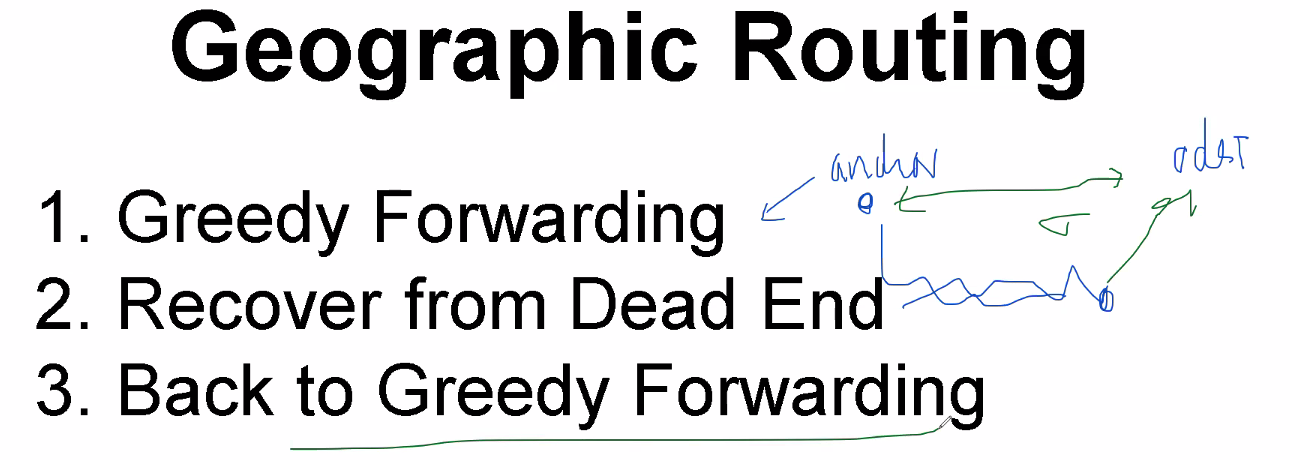 Geographic Routing
anchor
dest
1. Greedy Forwarding
2. Recover from Dead End
3. Back to Greedy Forwarding